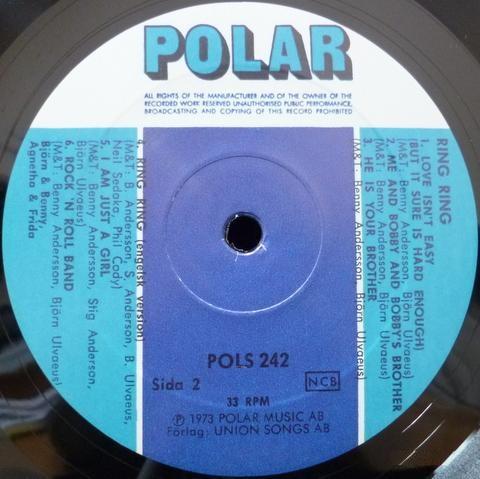 POLAR
ALL RIGHTS OF THE MANUFACTURER AND OF THE OWNER OF THE
RECORDED WORK RESERVED UNAUTHORISED PUBLIC PERFORMANCE,
BROADCASTING AND COPYING OF THIS RECORD PROHIBITED
RING RING
1. LOVE ISN'T EASY
(BUT IT SURE IS HARD ENOUGH)
(M&T: Benny Andersson, Björn Ulvaeus)
2. ME AND BOBBY AND BOBBY'S BROTHER
(M&T: Benny Andersson, Björn Ulvaeus)
3. HE IS YOUR BROTHER
(M&T: Benny Andersson, Björn Ulvaeus)
4. RING RING (engelsk version)
(M&T: B. Andersson, S. Anderson, B. Ulvaeus,
Neil Sedaka, Phil Cody)
5. I AM JUST A GIRL
(M&T: Benny Andersson, Stig Anderson,
Björn Ulvaeus)
6. ROCK 'N ROLL BAND
(M&T: Benny Andersson, Björn Ulvaeus)
Björn & Benny,
Agnetha & Frida
POLS 242
Sida 2
NCB
33 RPM
℗ 1973 POLAR MUSIC AB
Förlag: UNION SONGS AB